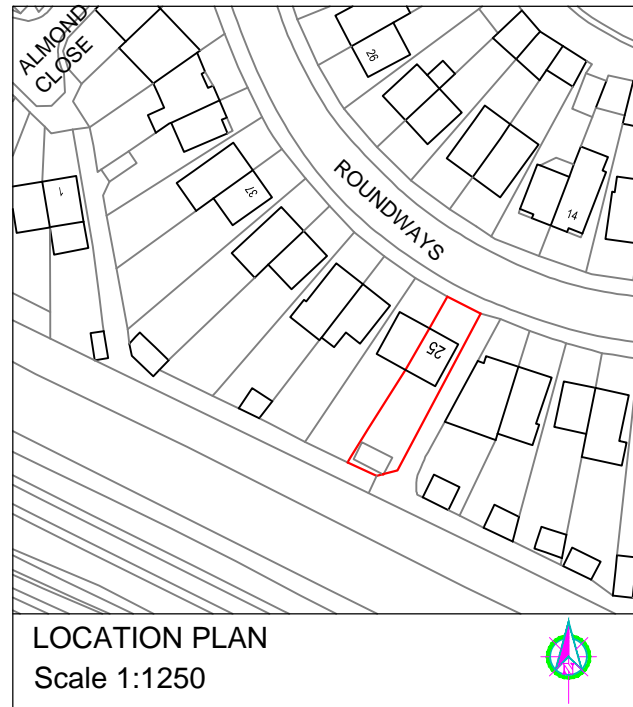 ALMOND
CLOSE
26
1
37
ROUNDWAYS
14
25
LOCATION PLAN
Scale 1:1250
N